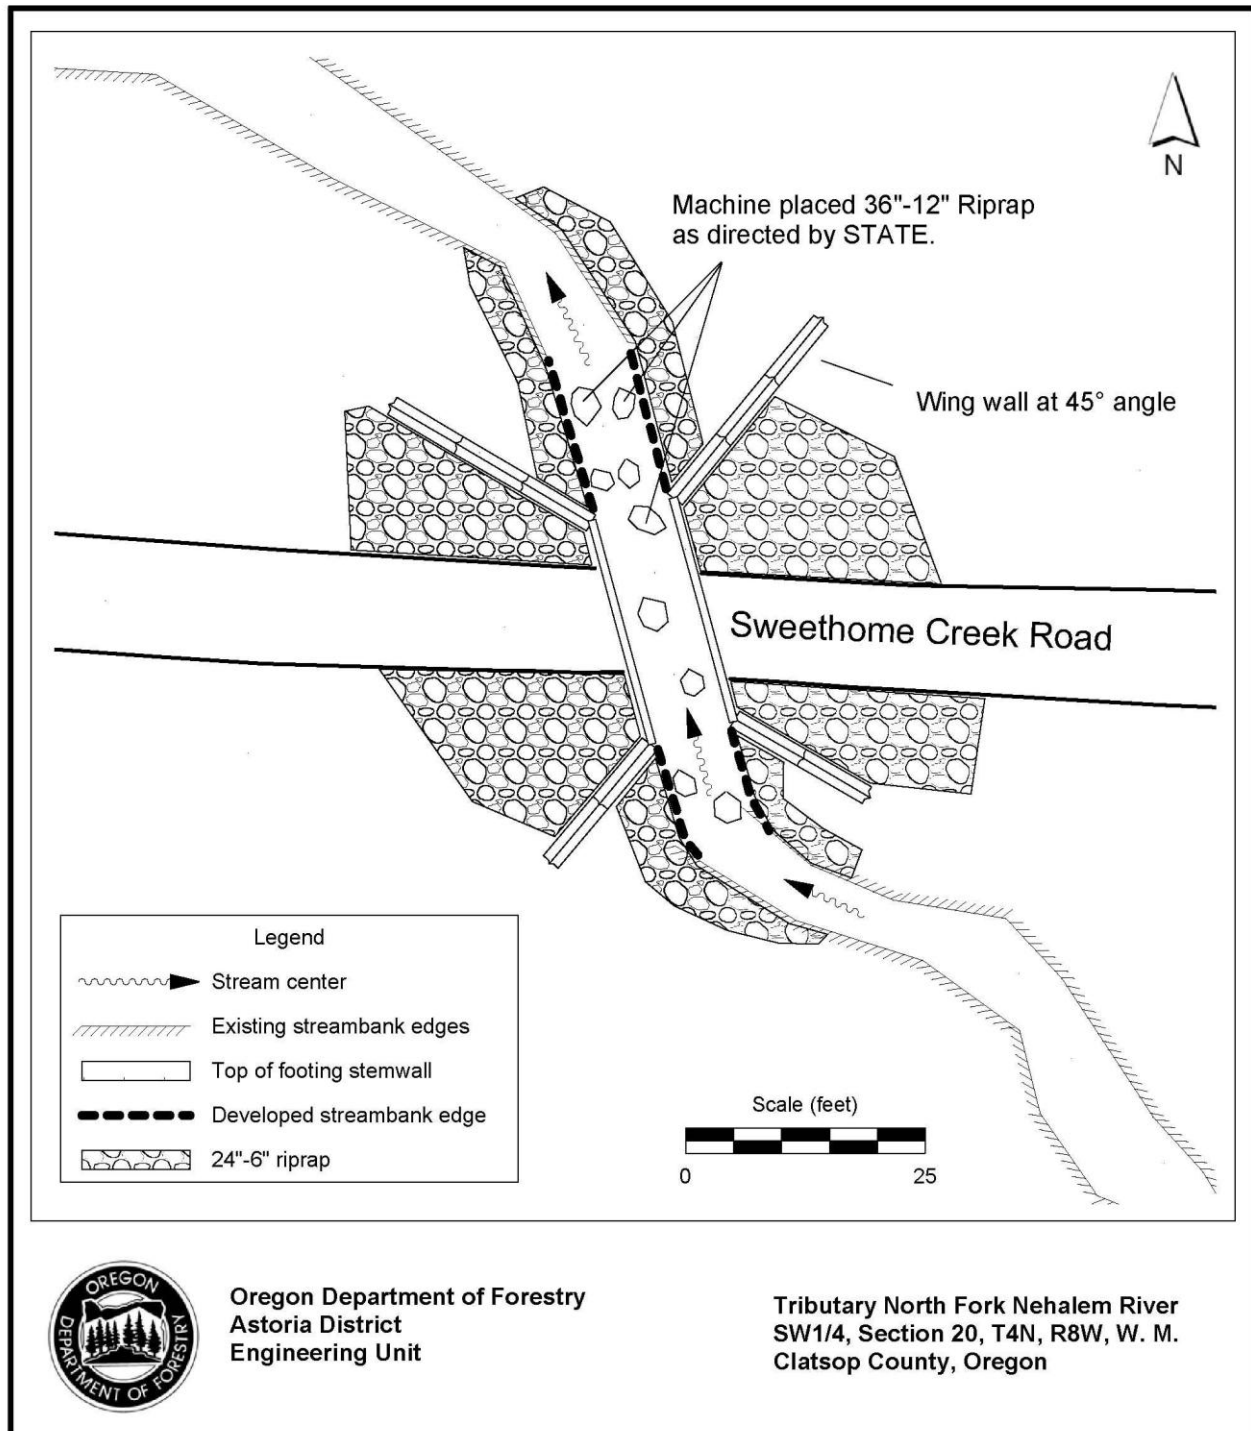 N
Machine placed 36"-12" Riprap
as directed by STATE.
Wing wall at 45° angle
Sweethome Creek Road
Legend
Stream center
Existing streambank edges
Top of footing stemwall
Developed streambank edge
24"-6" riprap
Scale (feet)
0 25
OREGON
DEPARTMENT OF FORESTRY
Oregon Department of Forestry
Astoria District
Engineering Unit
Tributary North Fork Nehalem River
SW1/4, Section 20, T4N, R8W, W. M.
Clatsop County, Oregon